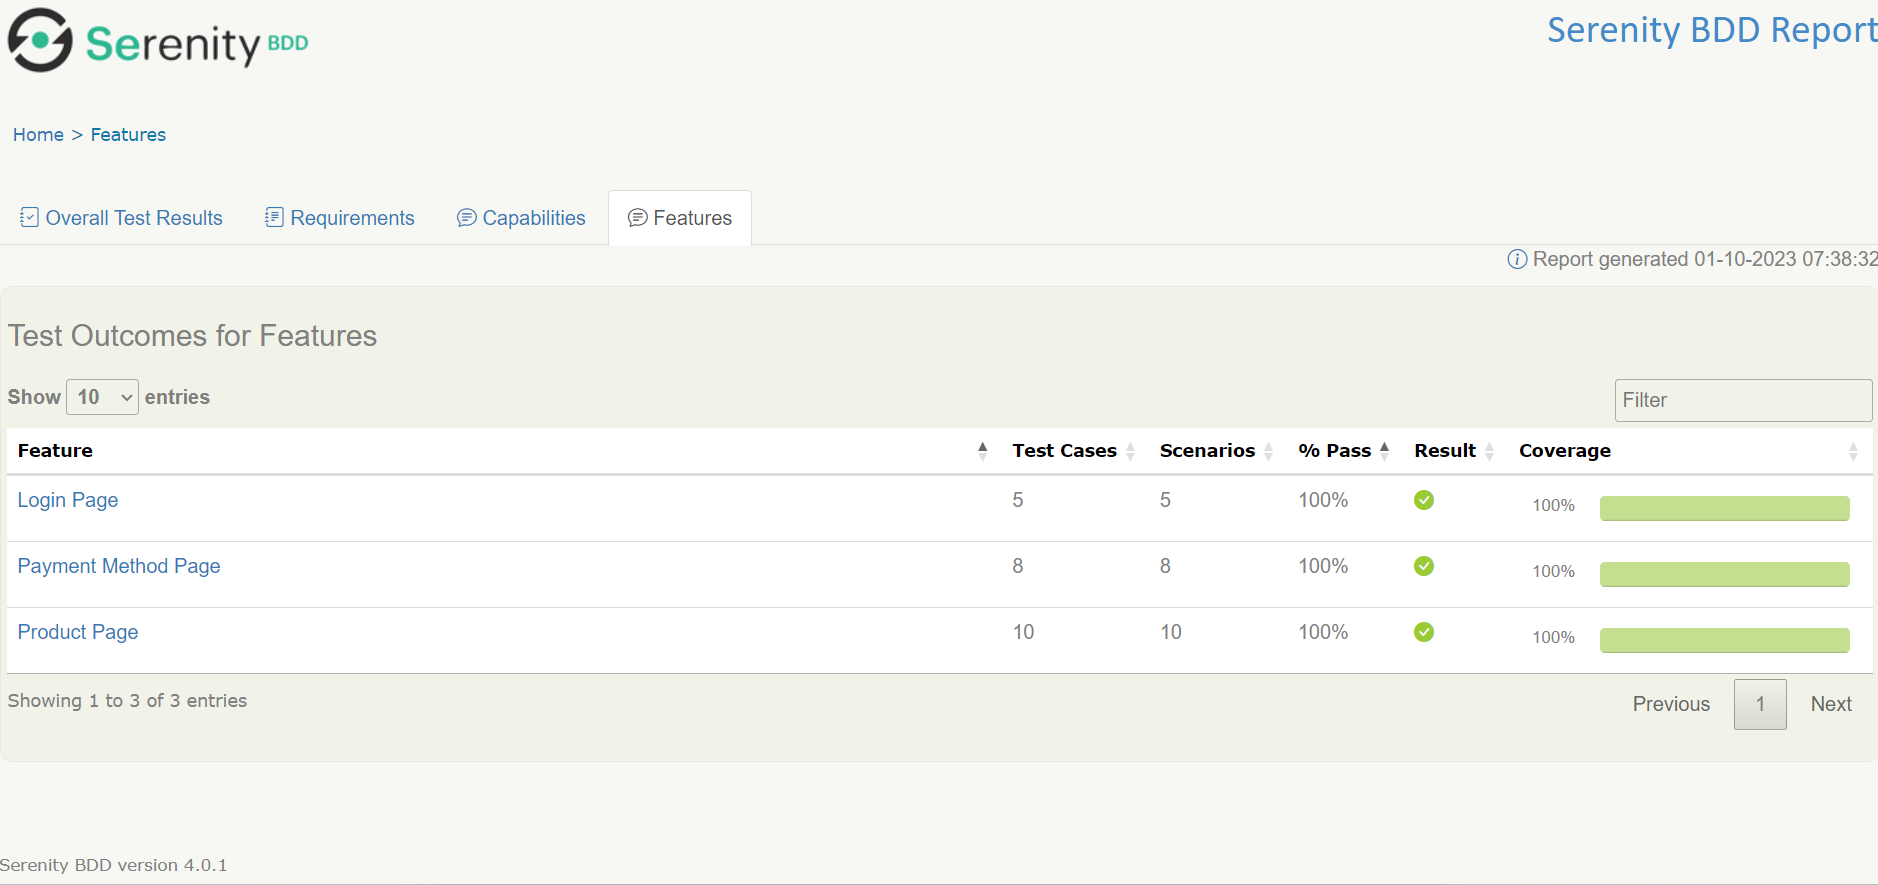 Serenity BDD
Serenity BDD Report
Home > Features
Overall Test Results Requirements Capabilities Features
Report generated 01-10-2023 07:38:32
Test Outcomes for Features
Show 10 entries
Filter
Feature Test Cases Scenarios % Pass Result Coverage
Login Page 5 5 100% 100%
Payment Method Page 8 8 100% 100%
Product Page 10 10 100% 100%
Showing 1 to 3 of 3 entries
Previous 1 Next
Serenity BDD version 4.0.1